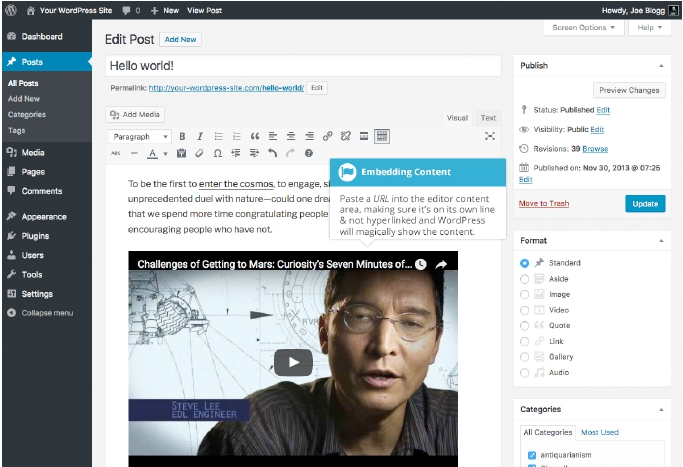 Your WordPress Site 0 + New View Post
Howdy, Joe Blogg
Screen Options
Help
Dashboard
Posts
All Posts
Add New
Categories
Tags
Media
Pages
Comments
Appearance
Plugins
Users
Tools
Settings
Collapse menu
Edit Post Add New
Hello world!
Permalink: http://your-wordpress-site.com/hello-world/ Edit
Add Media
Visual Text
Paragraph B I
ABC A
To be the first to enter the cosmos, to engage,
unprecedented duel with nature—could one
that we spend more time congratulating people
encouraging people who have not.
Embedding Content
Paste a URL into the editor content
area, making sure it's on its own line
& not hyperlinked and WordPress
will magically show the content.
Challenges of Getting to Mars: Curiosity's Seven Minutes of...
RVR
STEVE LEE
EDL ENGINEER
Publish
Preview Changes
Status: Published Edit
Visibility: Public Edit
Revisions: 39 Browse
Published on: Nov 30, 2013 @ 07:25
Edit
Move to Trash Update
Format
Standard
Aside
Image
Video
Quote
Link
Gallery
Audio
Categories
All Categories Most Used
antiquarianism